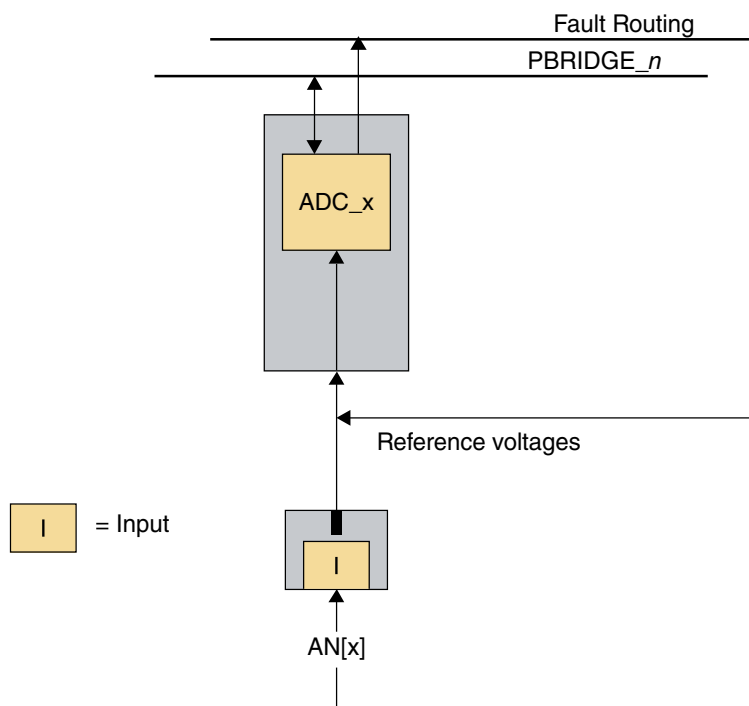 Fault Routing
PBRIDGE_n
ADC_x
Reference voltages
I
= Input
I
AN[x]